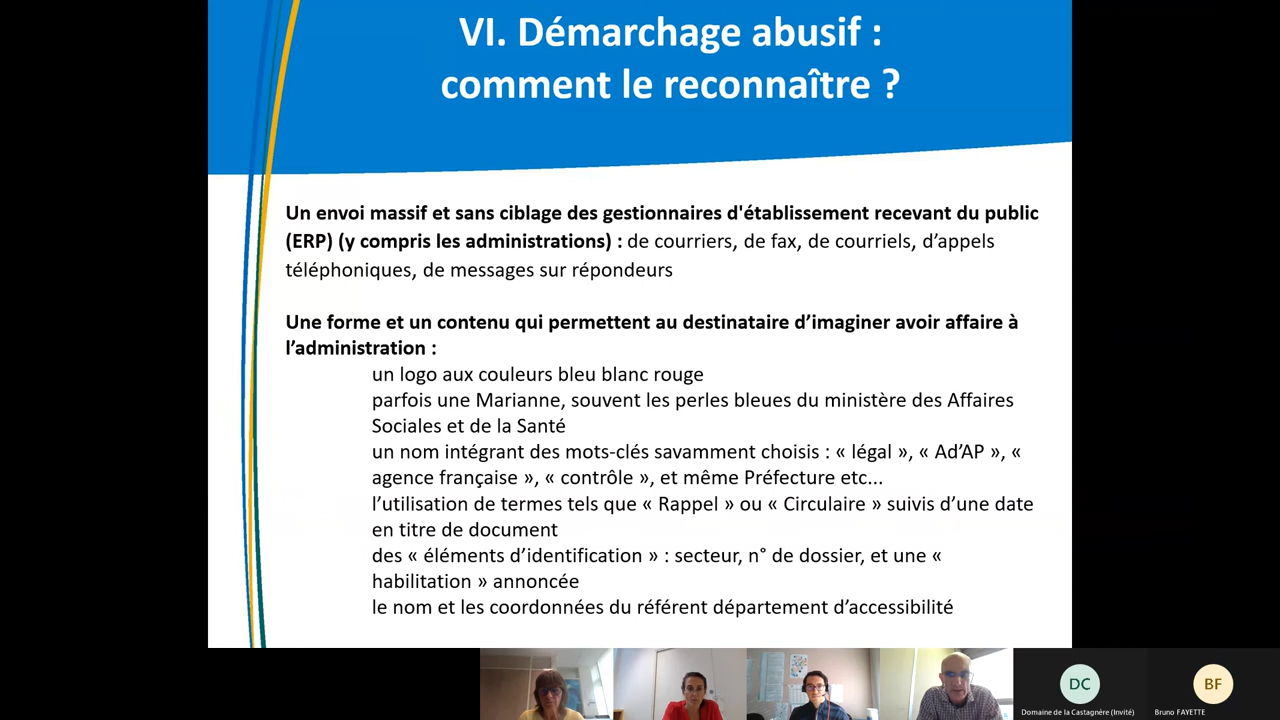 VI. Démarchage abusif :
comment le reconnaître ?
Un envoi massif et sans ciblage des gestionnaires d'établissement recevant du public
(ERP) (y compris les administrations) : de courriers, de fax, de courriels, d’appels
téléphoniques, de messages sur répondeurs
Une forme et un contenu qui permettent au destinataire d’imaginer avoir affaire à
l’administration :
un logo aux couleurs bleu blanc rouge
parfois une Marianne, souvent les perles bleues du ministère des Affaires
Sociales et de la Santé
un nom intégrant des mots-clés savamment choisis : « légal », « Ad’AP », «
agence française », « contrôle », et même Préfecture etc...
l’utilisation de termes tels que « Rappel » ou « Circulaire » suivis d’une date
en titre de document
des « éléments d’identification » : secteur, n° de dossier, et une «
habilitation » annoncée
le nom et les coordonnées du référent département d’accessibilité
DC
BF
Domaine de la Castagnère (Invité)
Bruno FAYETTE